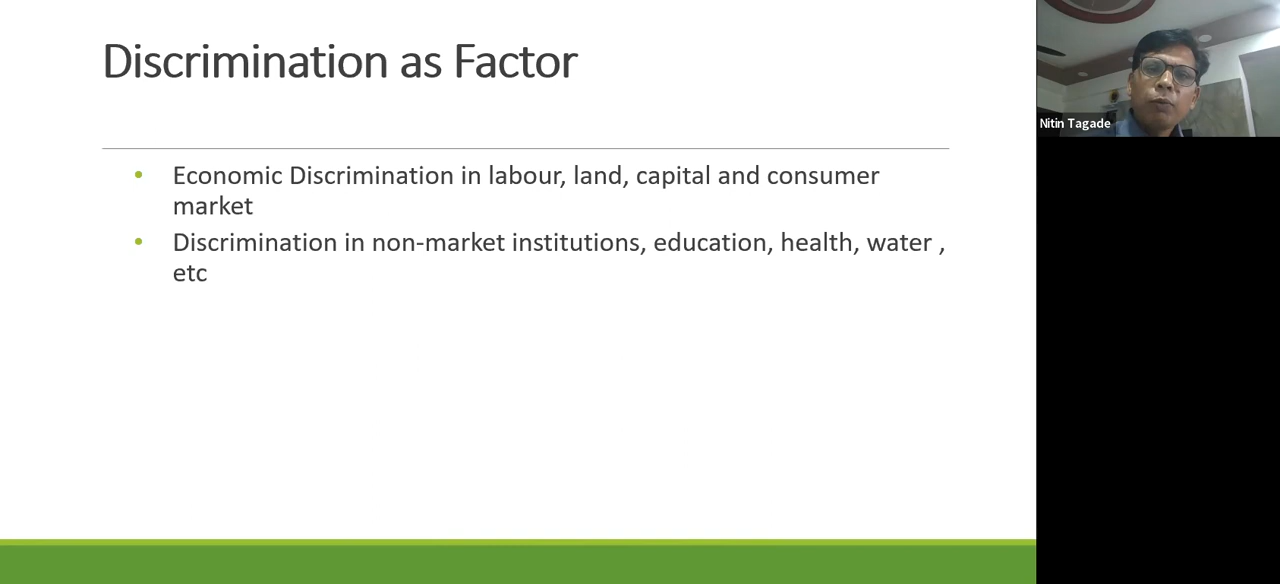 Discrimination as Factor
• Economic Discrimination in labour, land, capital and consumer
market
• Discrimination in non-market institutions, education, health, water ,
etc
Nitin Tagade